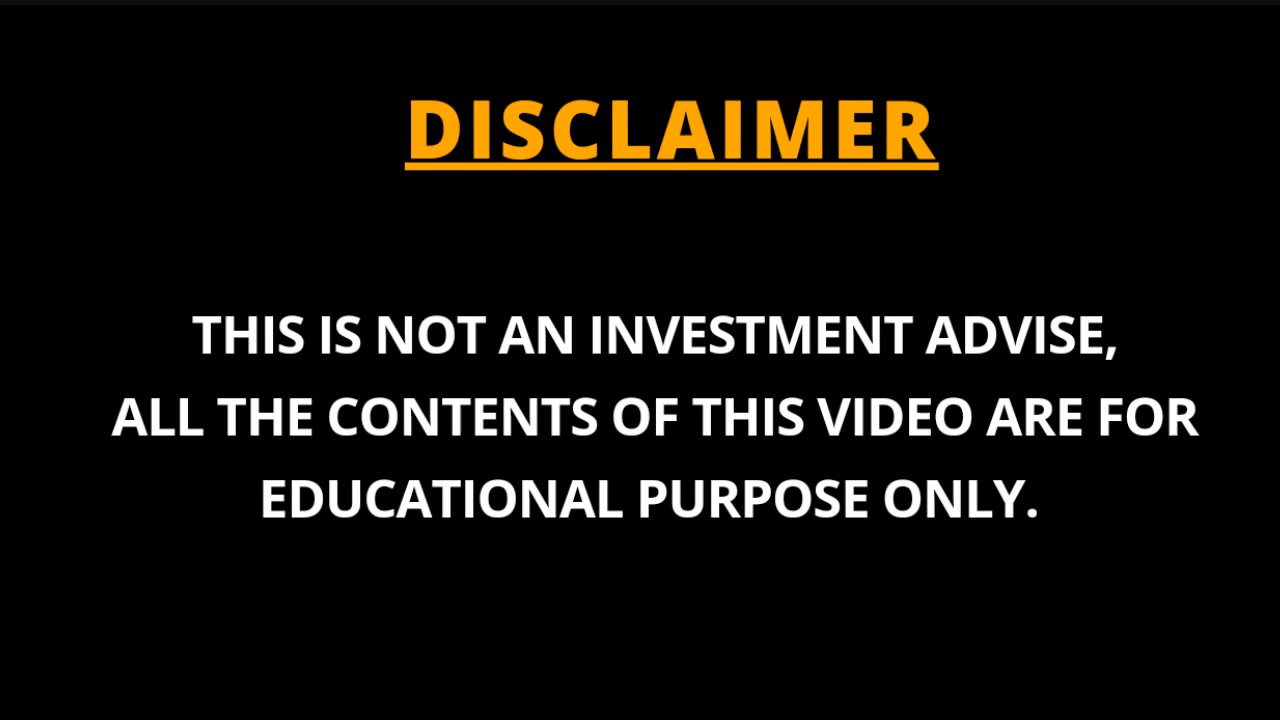 DISCLAIMER
THIS IS NOT AN INVESTMENT ADVISE,
ALL THE CONTENTS OF THIS VIDEO ARE FOR
EDUCATIONAL PURPOSE ONLY.